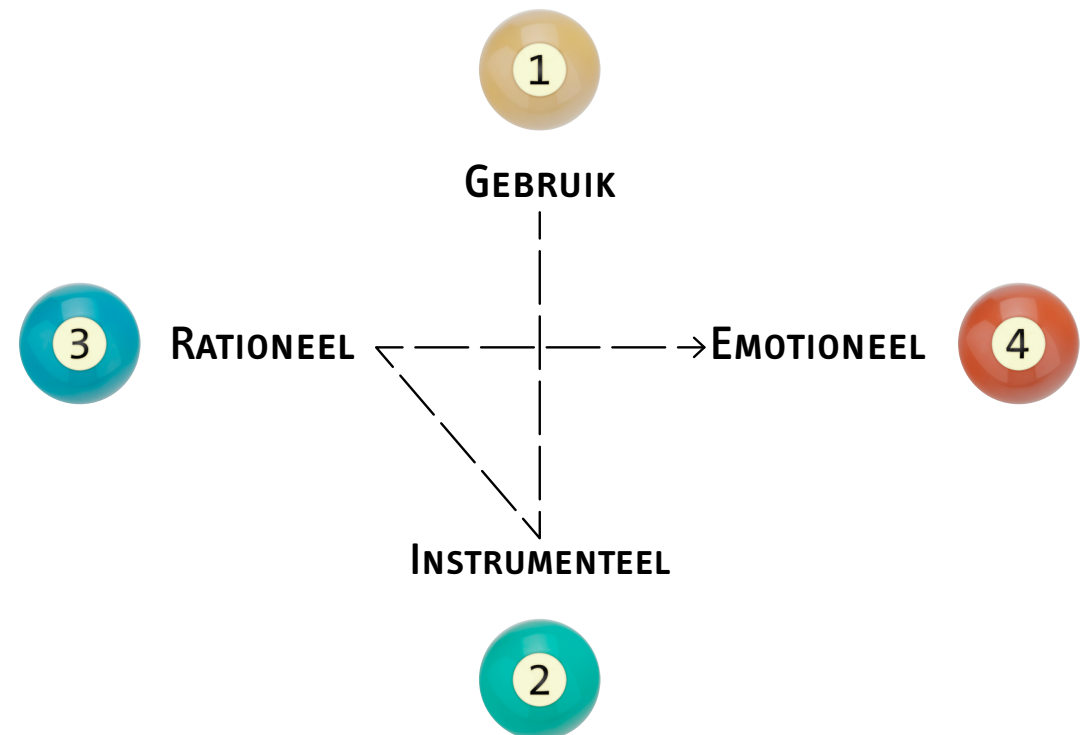 1
GEBRUIK
3 RATIONEEL EMOTIONEEL 4
INSTRUMENTEEL
2